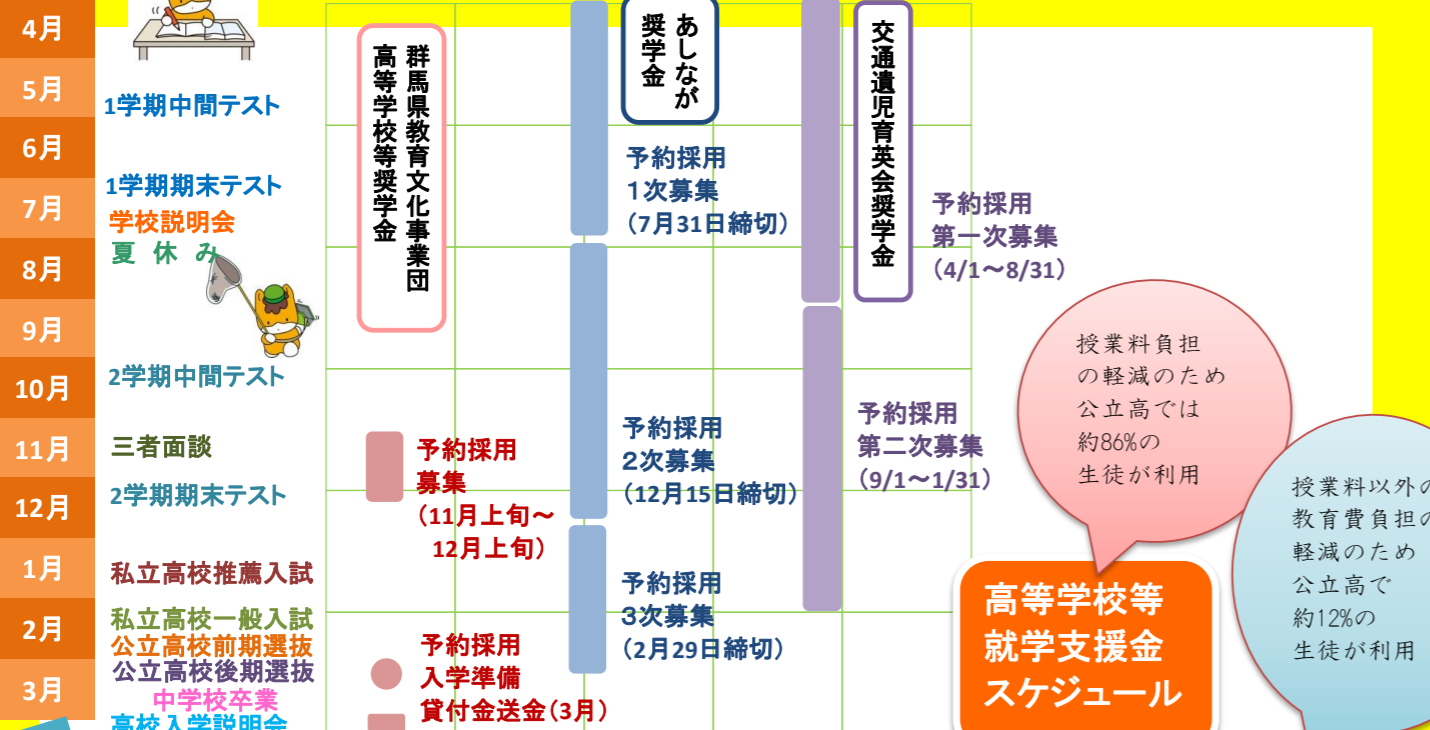 4月
5月
6月
7月
8月
9月
10月
11月
12月
1月
2月
3月
1学期中間テスト
1学期期末テスト
学校説明会
夏 休 み
2学期中間テスト
三者面談
2学期期末テスト
私立高校推薦入試
私立高校一般入試
公立高校前期選抜
公立高校後期選抜
中学校卒業
高校入学説明会
群馬県教育文化事業団
高等学校等奨学金
予約採用
募集
(11月上旬～
12月上旬)
予約採用
入学準備
貸付金送金(3月)
あしなが
奨学金
予約採用
1次募集
(7月31日締切)
予約採用
2次募集
(12月15日締切)
予約採用
3次募集
(2月29日締切)
交通遺児育英会奨学金
予約採用
第一次募集
(4/1～8/31)
予約採用
第二次募集
(9/1～1/31)
授業料負担
の軽減のため
公立高では
約86%の
生徒が利用
授業料以外の
教育費負担の
軽減のため
公立高で
約12%の
生徒が利用
高等学校等
就学支援金
スケジュール